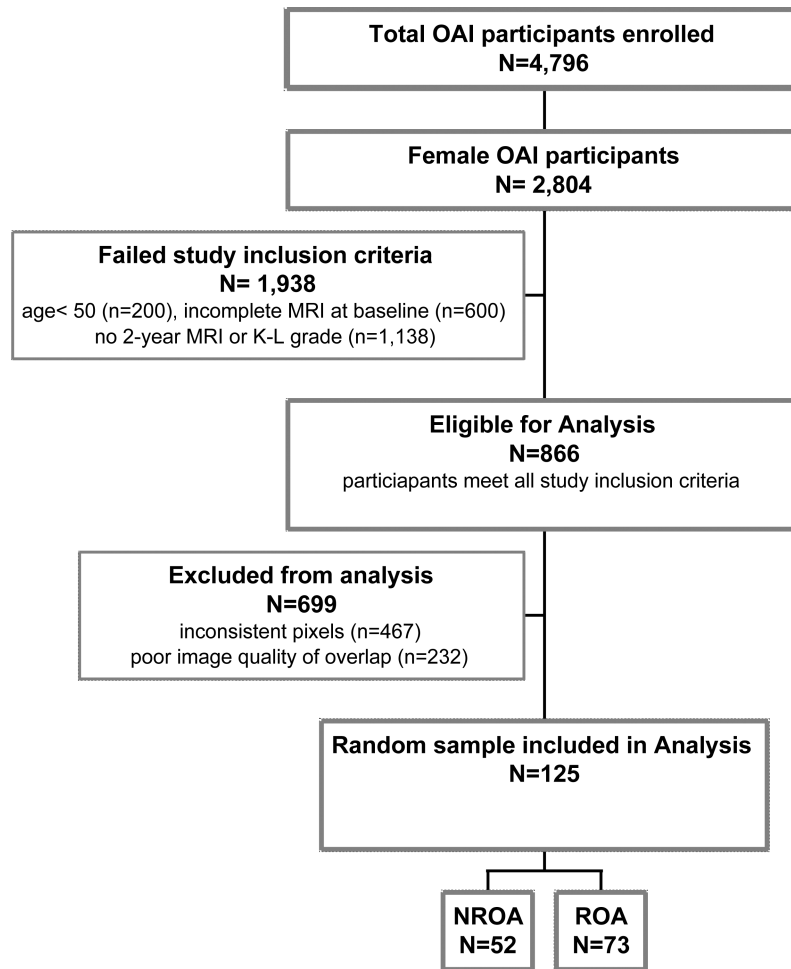 Total OAI participants enrolled
N=4,796
Female OAI participants
N= 2,804
Failed study inclusion criteria
N= 1,938
age< 50 (n=200), incomplete MRI at baseline (n=600)
no 2-year MRI or K-L grade (n=1,138)
Eligible for Analysis
N=866
particiapants meet all study inclusion criteria
Excluded from analysis
N=699
inconsistent pixels (n=467)
poor image quality of overlap (n=232)
Random sample included in Analysis
N=125
NROA
N=52
ROA
N=73